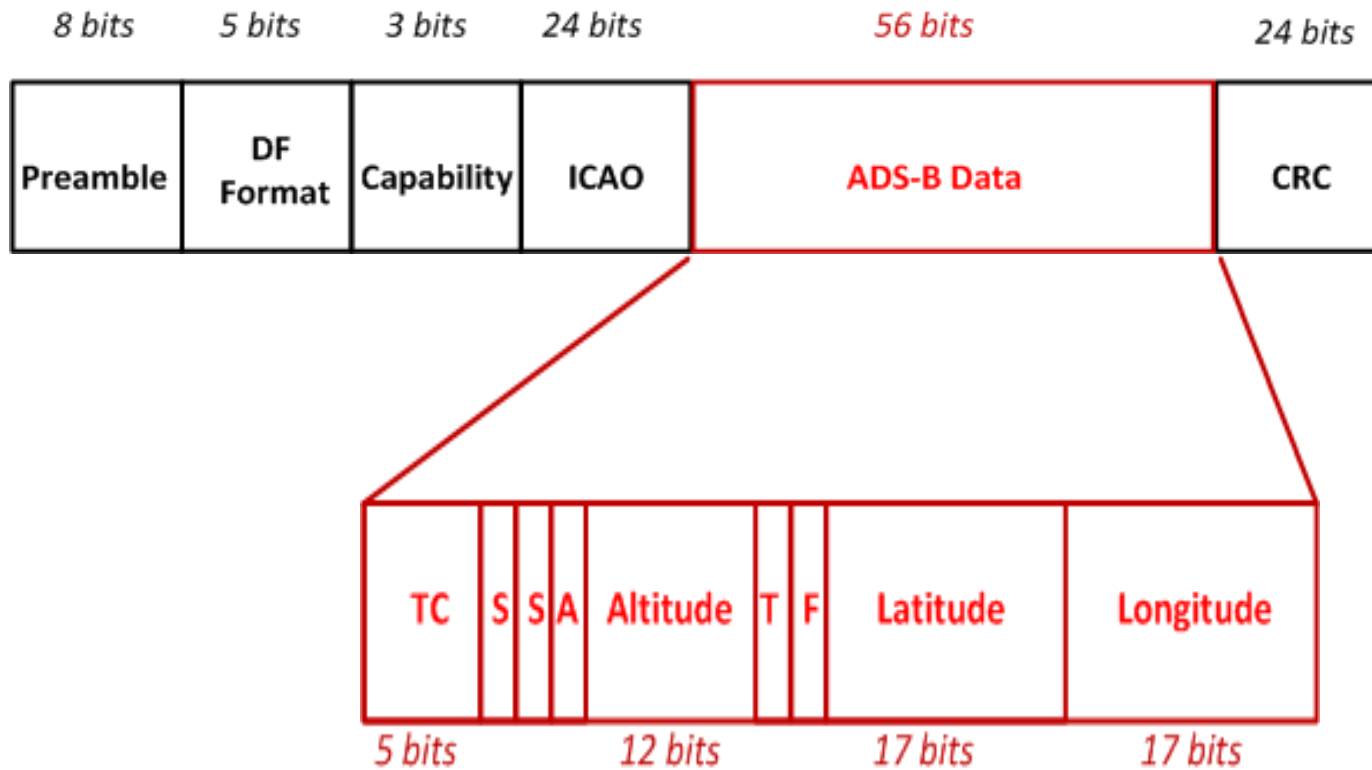 8 bits 5 bits 3 bits 24 bits 56 bits 24 bits
Preamble DF Format Capability ICAO ADS-B Data CRC
TC S S A Altitude T F Latitude Longitude
5 bits 12 bits 17 bits 17 bits